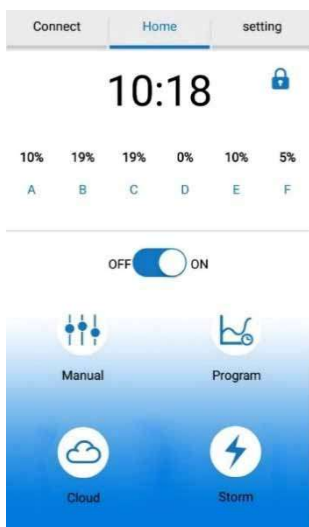 Connect Home setting
10:18
10% 19% 19% 0% 10% 5%
A B C D E F
OFF ON
Manual Program
Cloud Storm